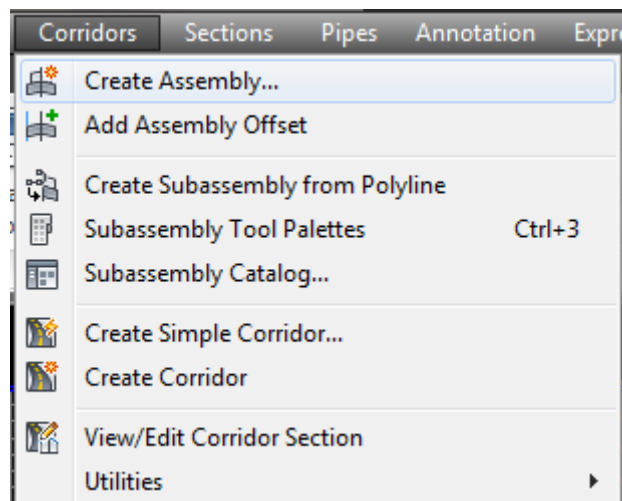 Corridors Sections Pipes Annotation Expr
Create Assembly...
Add Assembly Offset
Create Subassembly from Polyline
Subassembly Tool Palettes Ctrl+3
Subassembly Catalog...
Create Simple Corridor...
Create Corridor
View/Edit Corridor Section
Utilities